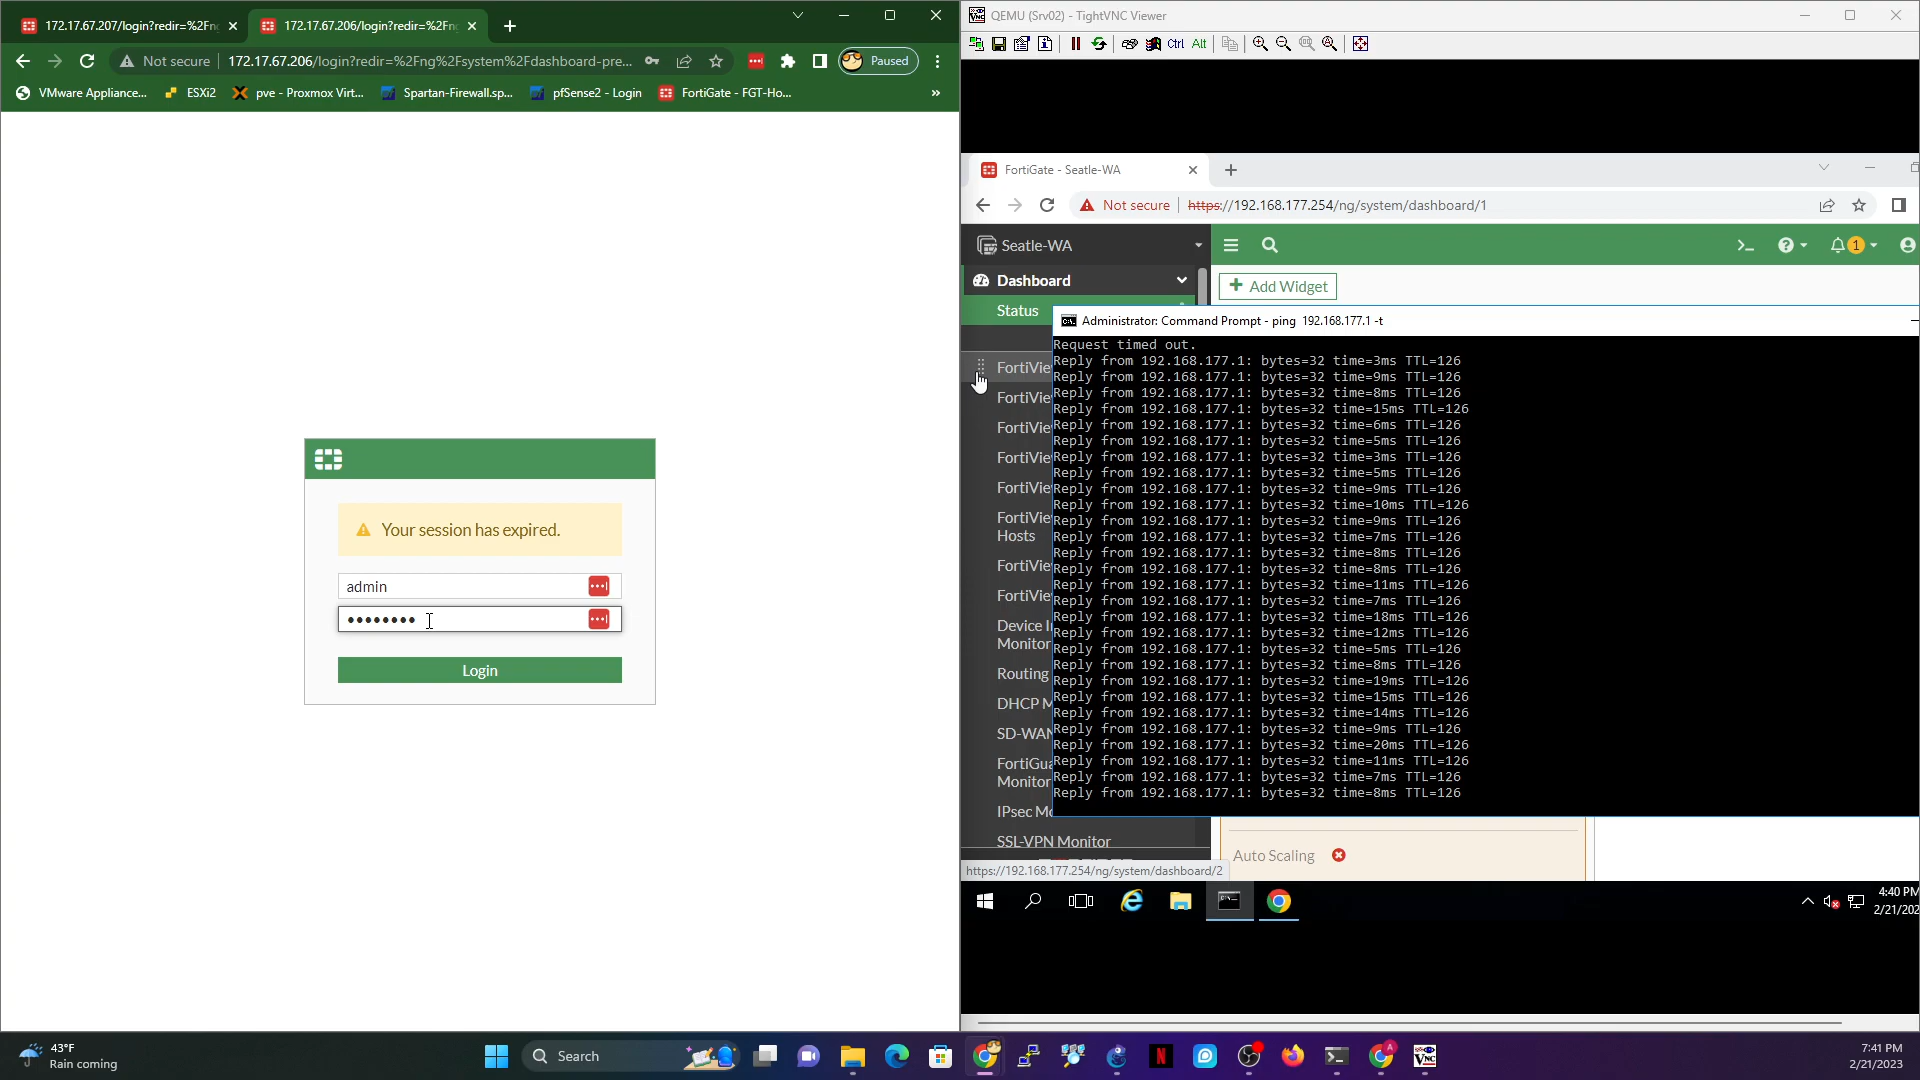 172.17.67.207/login?redir=%2Fn
172.17.67.206/login?redir=%2Fn
Not secure
172.17.67.206/login?redir=%2Fng%2Fsystem%2Fdashboard-pre...
Paused
VMware Appliance...
ESXi2
pve - Proxmox Virt...
Spartan-Firewall.sp...
pfSense2 - Login
FortiGate - FGT-Ho...
»
Your session has expired.
admin
••••••••
Login
QEMU (Srv02) - TightVNC Viewer
Ctrl
Alt
FortiGate - Seatle-WA
Not secure
https://192.168.177.254/ng/system/dashboard/1
Seatle-WA
1
Dashboard
Add Widget
Status
Administrator: Command Prompt - ping 192.168.177.1 -t
Request timed out.
Reply from 192.168.177.1: bytes=32 time=3ms TTL=126
Reply from 192.168.177.1: bytes=32 time=9ms TTL=126
Reply from 192.168.177.1: bytes=32 time=8ms TTL=126
Reply from 192.168.177.1: bytes=32 time=15ms TTL=126
Reply from 192.168.177.1: bytes=32 time=6ms TTL=126
Reply from 192.168.177.1: bytes=32 time=5ms TTL=126
Reply from 192.168.177.1: bytes=32 time=3ms TTL=126
Reply from 192.168.177.1: bytes=32 time=5ms TTL=126
Reply from 192.168.177.1: bytes=32 time=9ms TTL=126
Reply from 192.168.177.1: bytes=32 time=10ms TTL=126
Reply from 192.168.177.1: bytes=32 time=9ms TTL=126
Reply from 192.168.177.1: bytes=32 time=7ms TTL=126
Reply from 192.168.177.1: bytes=32 time=8ms TTL=126
Reply from 192.168.177.1: bytes=32 time=8ms TTL=126
Reply from 192.168.177.1: bytes=32 time=11ms TTL=126
Reply from 192.168.177.1: bytes=32 time=7ms TTL=126
Reply from 192.168.177.1: bytes=32 time=18ms TTL=126
Reply from 192.168.177.1: bytes=32 time=12ms TTL=126
Reply from 192.168.177.1: bytes=32 time=5ms TTL=126
Reply from 192.168.177.1: bytes=32 time=8ms TTL=126
Reply from 192.168.177.1: bytes=32 time=19ms TTL=126
Reply from 192.168.177.1: bytes=32 time=15ms TTL=126
Reply from 192.168.177.1: bytes=32 time=14ms TTL=126
Reply from 192.168.177.1: bytes=32 time=9ms TTL=126
Reply from 192.168.177.1: bytes=32 time=20ms TTL=126
Reply from 192.168.177.1: bytes=32 time=11ms TTL=126
Reply from 192.168.177.1: bytes=32 time=7ms TTL=126
Reply from 192.168.177.1: bytes=32 time=8ms TTL=126
FortiVie
FortiVie
FortiVie
FortiVie
FortiVie
FortiVie
Hosts
FortiVie
FortiVie
Device I
Monitor
Routing
DHCP M
SD-WAN
FortiGua
Monitor
IPsec Mo
SSL-VPN Monitor
Auto Scaling
https://192.168.177.254/ng/system/dashboard/2
4:40 PM
2/21/202
43°F
Rain coming
Search
7:41 PM
2/21/2023